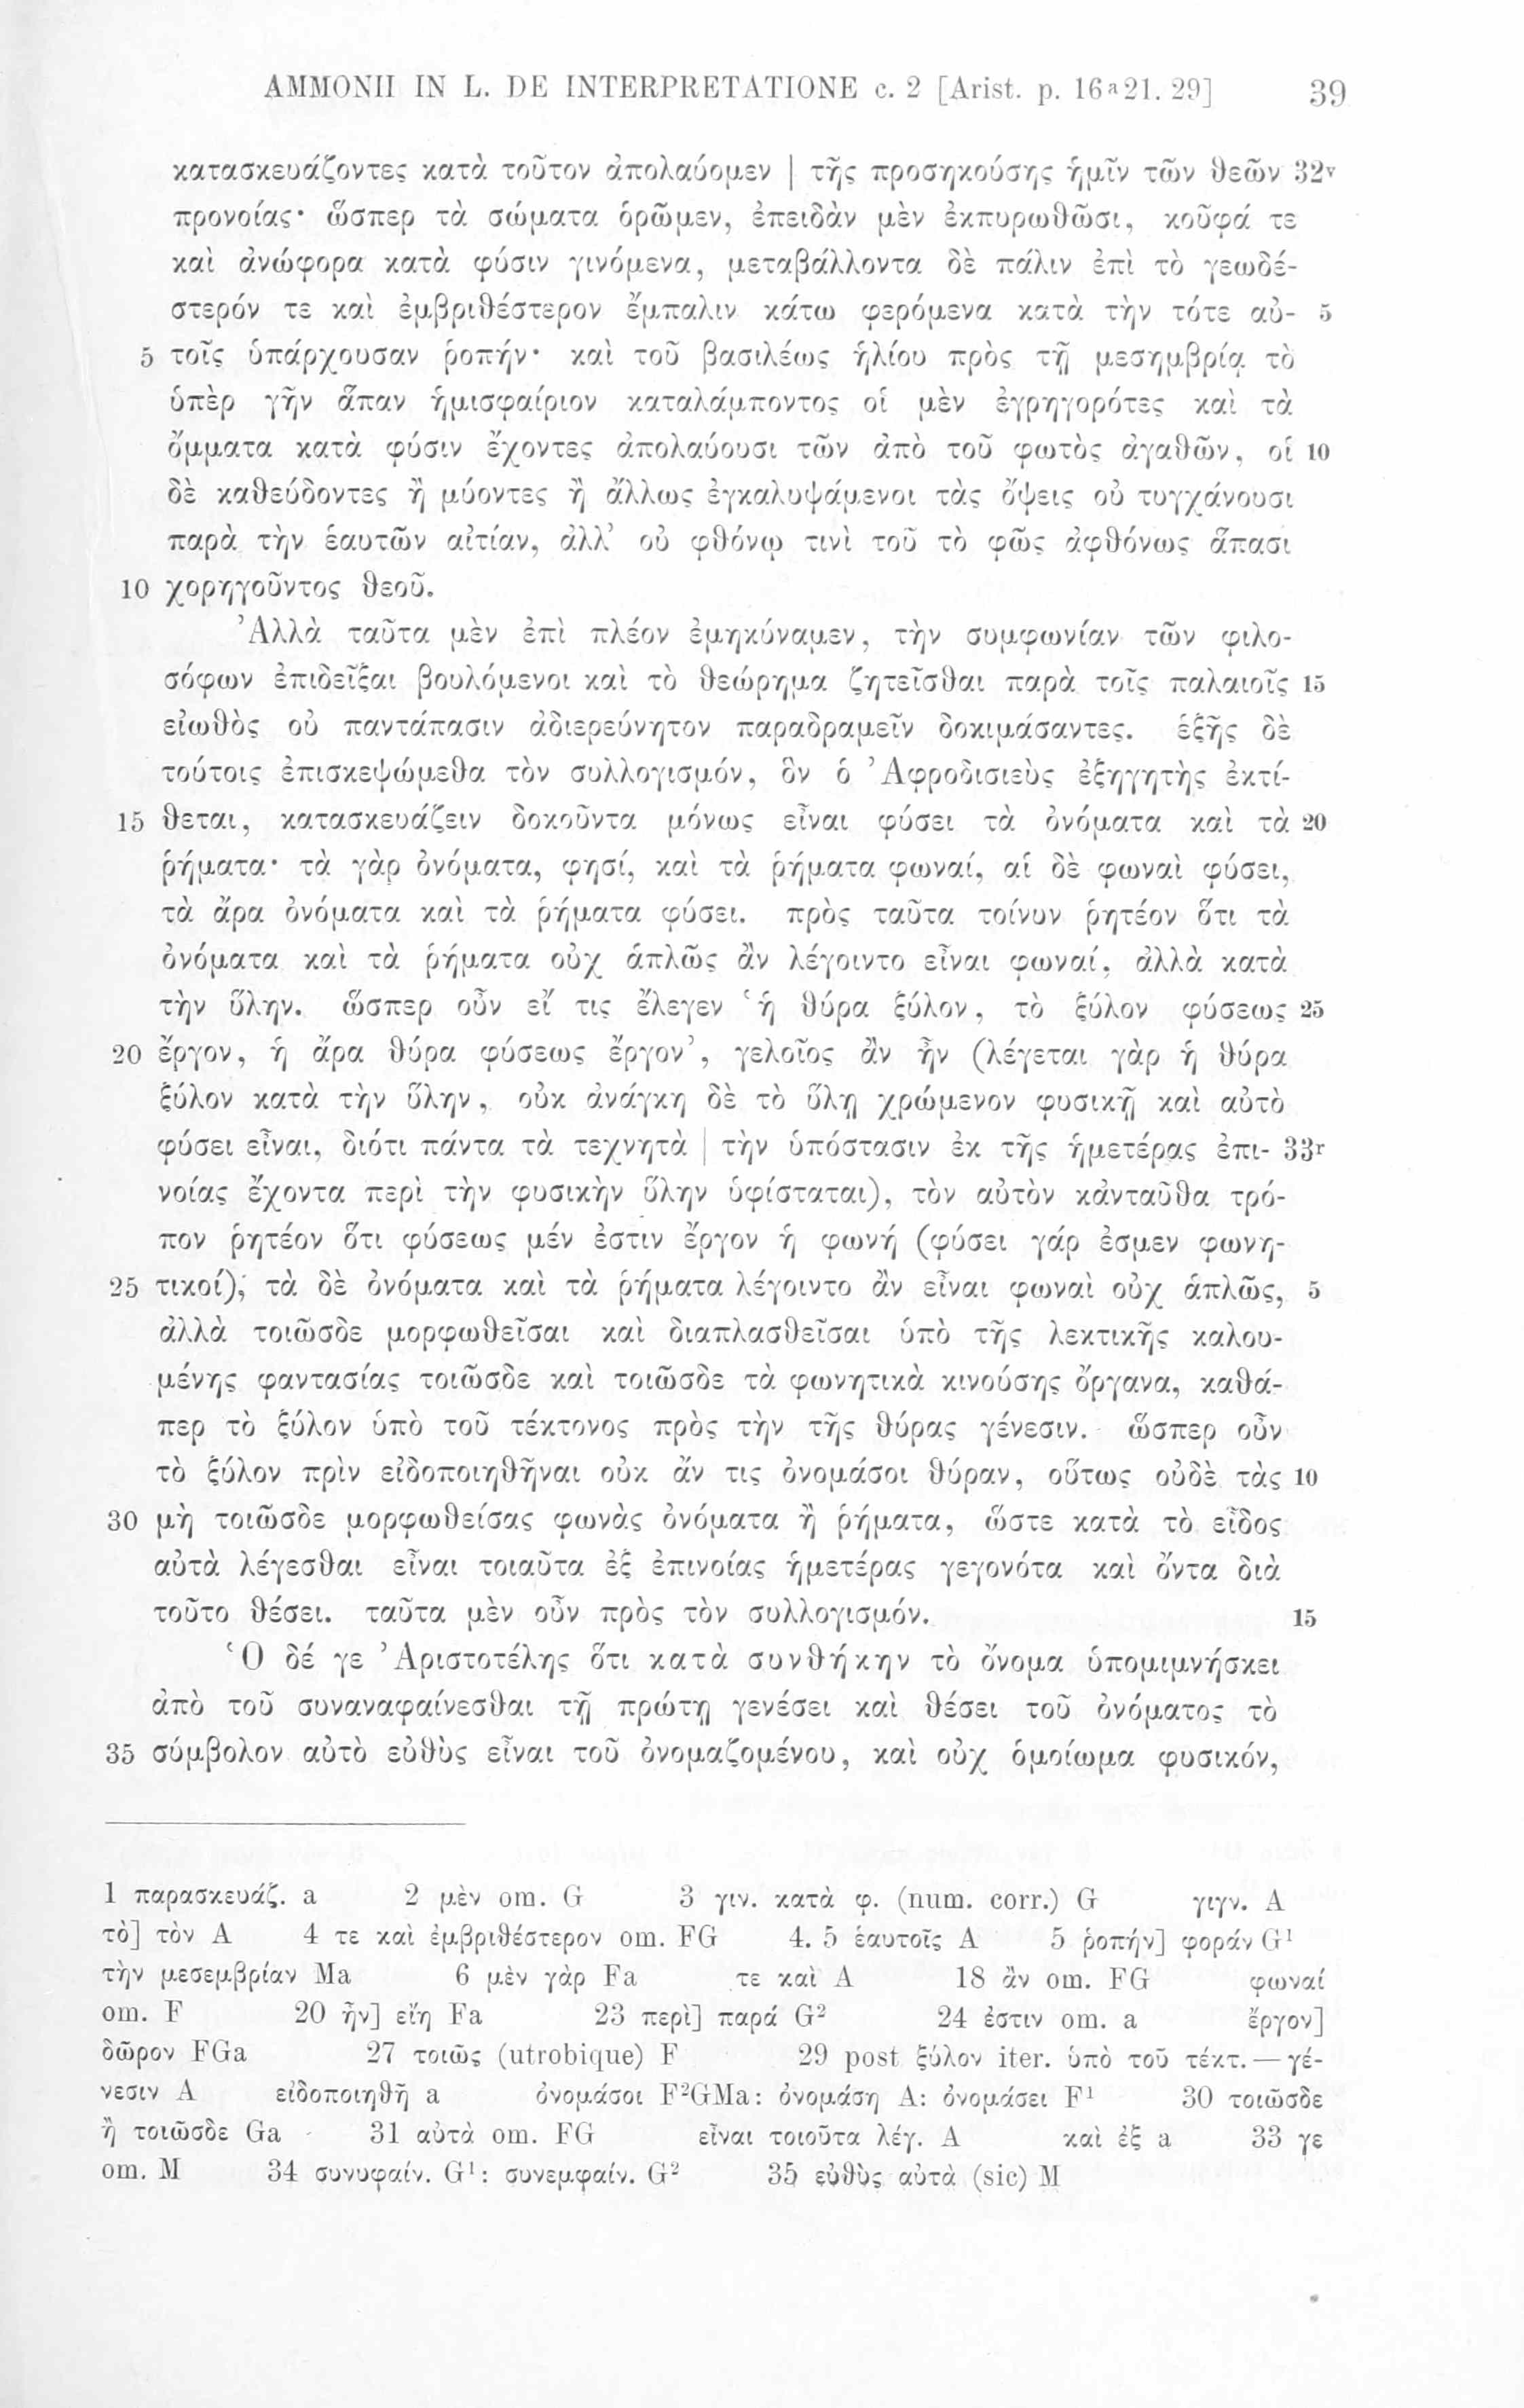 AMMONII IN L. DE INTERPRETATIONE c. 2 [Arist. p. 16ᵃ21. 29] 39
κατασκευάζοντες κατὰ τοῦτον ἀπολαύομεν | τῆς προσηκούσης ἡμῖν τῶν θεῶν 32ᵛ
προνοίας· ὥσπερ τὰ σώματα ὁρῶμεν, ἐπειδὰν μὲν ἐκπυρωθῶσι, κοῦφά τε
καὶ ἀνώφορα κατὰ φύσιν γινόμενα, μεταβάλλοντα δὲ πάλιν ἐπὶ τὸ γεωδέ-
στερόν τε καὶ ἐμβριθέστερον ἔμπαλιν κάτω φερόμενα κατὰ τὴν τότε αὐ- 5
5 τοῖς ὑπάρχουσαν ῥοπήν· καὶ τοῦ βασιλέως ἡλίου πρὸς τῇ μεσημβρίᾳ τὸ
ὑπὲρ γῆν ἅπαν ἡμισφαίριον καταλάμποντος οἱ μὲν ἐγρηγορότες καὶ τὰ
ὄμματα κατὰ φύσιν ἔχοντες ἀπολαύουσι τῶν ἀπὸ τοῦ φωτὸς ἀγαθῶν, οἱ 10
δὲ καθεύδοντες ἢ μύοντες ἢ ἄλλως ἐγκαλυψάμενοι τὰς ὄψεις οὐ τυγχάνουσι
παρὰ τὴν ἑαυτῶν αἰτίαν, ἀλλ’ οὐ φθόνῳ τινὶ τοῦ τὸ φῶς ἀφθόνως ἅπασι
10 χορηγοῦντος θεοῦ.
Ἀλλὰ ταῦτα μὲν ἐπὶ πλέον ἐμηκύναμεν, τὴν συμφωνίαν τῶν φιλο-
σόφων ἐπιδεῖξαι βουλόμενοι καὶ τὸ θεώρημα ζητεῖσθαι παρὰ τοῖς παλαιοῖς 15
εἰωθὸς οὐ παντάπασιν ἀδιερεύνητον παραδραμεῖν δοκιμάσαντες. ἑξῆς δὲ
τούτοις ἐπισκεψώμεθα τὸν συλλογισμόν, ὃν ὁ Ἀφροδισιεὺς ἐξηγητὴς ἐκτί-
15 θεται, κατασκευάζειν δοκοῦντα μόνως εἶναι φύσει τὰ ὀνόματα καὶ τὰ 20
ῥήματα· τὰ γὰρ ὀνόματα, φησί, καὶ τὰ ῥήματα φωναί, αἱ δὲ φωναὶ φύσει,
τὰ ἄρα ὀνόματα καὶ τὰ ῥήματα φύσει. πρὸς ταῦτα τοίνυν ῥητέον ὅτι τὰ
ὀνόματα καὶ τὰ ῥήματα οὐχ ἁπλῶς ἂν λέγοιντο εἶναι φωναί, ἀλλὰ κατὰ
τὴν ὕλην. ὥσπερ οὖν εἴ τις ἔλεγεν ‘ἡ θύρα ξύλον, τὸ ξύλον φύσεως 25
20 ἔργον, ἡ ἄρα θύρα φύσεως ἔργον’, γελοῖος ἂν ἦν (λέγεται γὰρ ἡ θύρα
ξύλον κατὰ τὴν ὕλην, οὐκ ἀνάγκη δὲ τὸ ὕλῃ χρώμενον φυσικῇ καὶ αὐτὸ
φύσει εἶναι, διότι πάντα τὰ τεχνητὰ | τὴν ὑπόστασιν ἐκ τῆς ἡμετέρας ἐπι- 33ʳ
νοίας ἔχοντα περὶ τὴν φυσικὴν ὕλην ὑφίσταται), τὸν αὐτὸν κἀνταῦθα τρό-
πον ῥητέον ὅτι φύσεως μέν ἐστιν ἔργον ἡ φωνή (φύσει γάρ ἐσμεν φωνη-
25 τικοί), τὰ δὲ ὀνόματα καὶ τὰ ῥήματα λέγοιντο ἂν εἶναι φωναὶ οὐχ ἁπλῶς, 5
ἀλλὰ τοιῶσδε μορφωθεῖσαι καὶ διαπλασθεῖσαι ὑπὸ τῆς λεκτικῆς καλου-
μένης φαντασίας τοιῶσδε καὶ τοιῶσδε τὰ φωνητικὰ κινούσης ὄργανα, καθά-
περ τὸ ξύλον ὑπὸ τοῦ τέκτονος πρὸς τὴν τῆς θύρας γένεσιν. ὥσπερ οὖν
τὸ ξύλον πρὶν εἰδοποιηθῆναι οὐκ ἄν τις ὀνομάσοι θύραν, οὕτως οὐδὲ τὰς 10
30 μὴ τοιῶσδε μορφωθείσας φωνὰς ὀνόματα ἢ ῥήματα, ὥστε κατὰ τὸ εἶδος
αὐτὰ λέγεσθαι εἶναι τοιαῦτα ἐξ ἐπινοίας ἡμετέρας γεγονότα καὶ ὄντα διὰ
τοῦτο θέσει. ταῦτα μὲν οὖν πρὸς τὸν συλλογισμόν. 15
Ὁ δέ γε Ἀριστοτέλης ὅτι κατὰ συνθήκην τὸ ὄνομα ὑπομιμνήσκει
ἀπὸ τοῦ συναναφαίνεσθαι τῇ πρώτῃ γενέσει καὶ θέσει τοῦ ὀνόματος τὸ
35 σύμβολον αὐτὸ εὐθὺς εἶναι τοῦ ὀνομαζομένου, καὶ οὐχ ὁμοίωμα φυσικόν,
1 παρασκευάζ. a 2 μὲν om. G 3 γιν. κατὰ φ. (num. corr.) G γιγν. A
τὸ] τὸν A 4 τε καὶ ἐμβριθέστερον om. FG 4. 5 ἑαυτοῖς A 5 ῥοπήν] φοράν G¹
τὴν μεσεμβρίαν Ma 6 μὲν γὰρ Fa τε καὶ A 18 ἂν om. FG φωναί
om. F 20 ἦν] εἴη Fa 23 περὶ] παρά G² 24 ἐστιν om. a ἔργον]
δῶρον FGa 27 τοιῶς (utrobique) F 29 post ξύλον iter. ὑπὸ τοῦ τέκτ. — γέ-
νεσιν A εἰδοποιηθῇ a ὀνομάσοι F²GMa: ὀνομάσῃ A: ὀνομάσει F¹ 30 τοιῶσδε
ἢ τοιῶσδε Ga 31 αὐτὰ om. FG εἶναι τοιοῦτα λέγ. A καὶ ἐξ a 33 γε
om. M 34 συνυφαίν. G¹: συνεμφαίν. G² 35 εὐθὺς αὐτὰ (sic) M